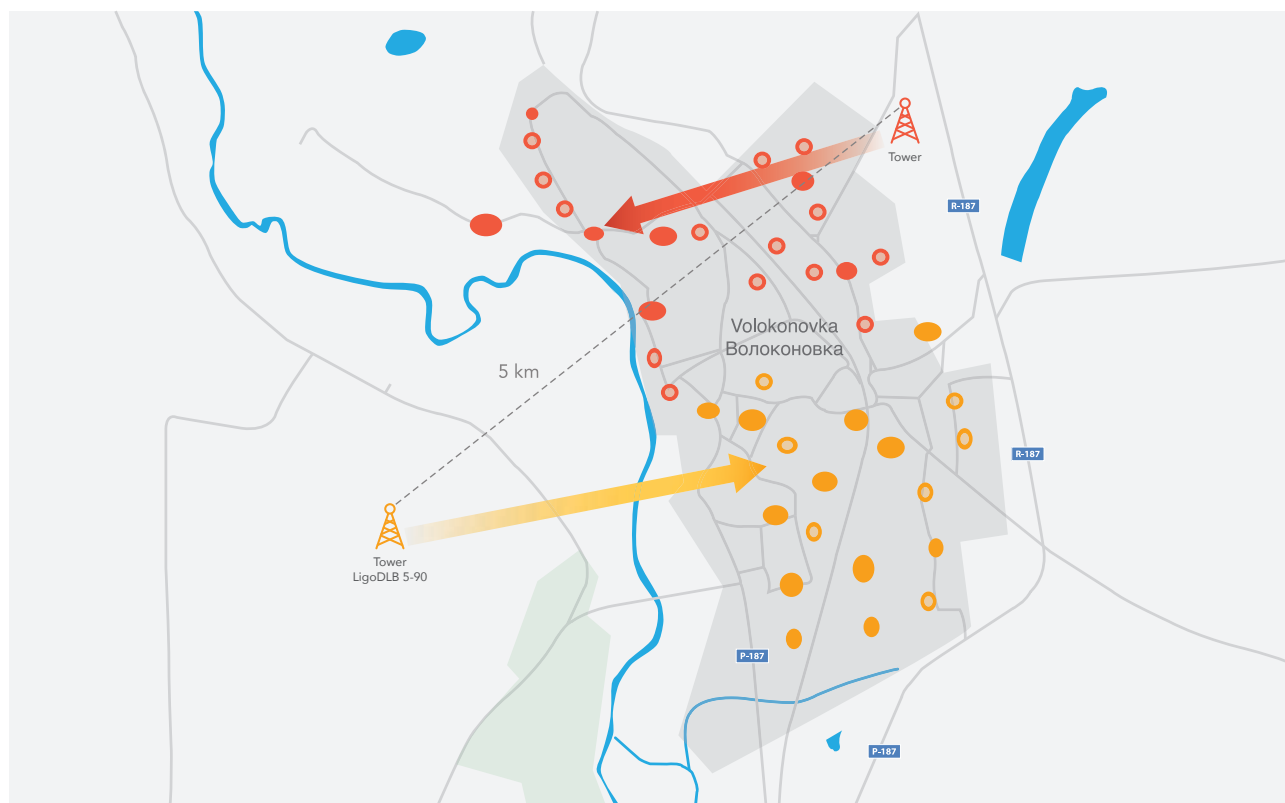 Tower
R-187
Volokonovka
Волоконовка
5 km
R-187
Tower
LigoDLB 5-90
P-187
P-187